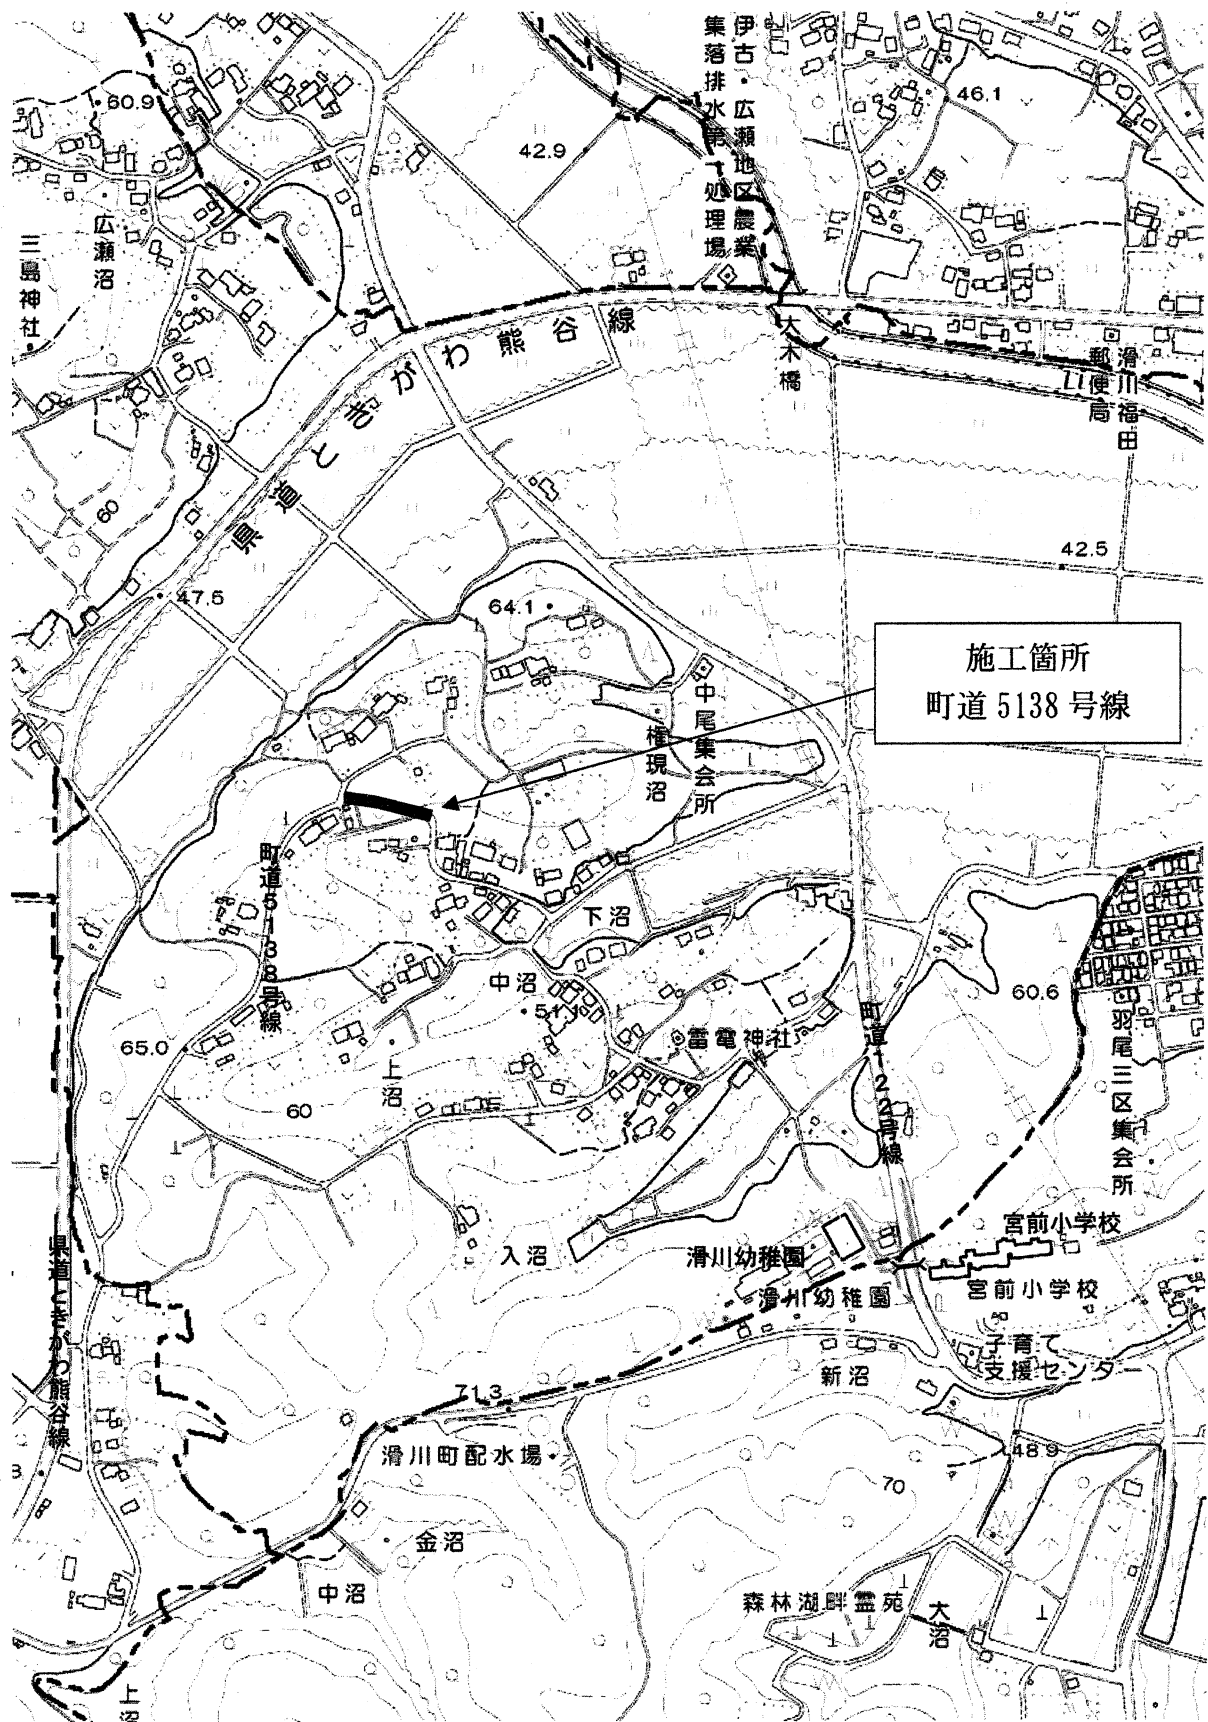 伊古・広瀬地区農業
集落排水第一処理場
60.9
46.1
42.9
広瀬沼
三島神社
県道ときがわ熊谷線
大木橋
滑川福田
郵便局
60
42.5
47.5
64.1
施工箇所
町道 5138 号線
中尾集会所
権現沼
町道5138号線
下沼
中沼
51.1
60.6
65.0
雷電神社
町道122号線
羽尾三区集会所
上沼
60
県道ときがわ熊谷線
入沼
滑川幼稚園
宮前小学校
滑川幼稚園
宮前小学校
子育て
支援センター
新沼
71.3
滑川町配水場
48.9
70
金沼
中沼
森林湖畔霊苑
大沼
上沼